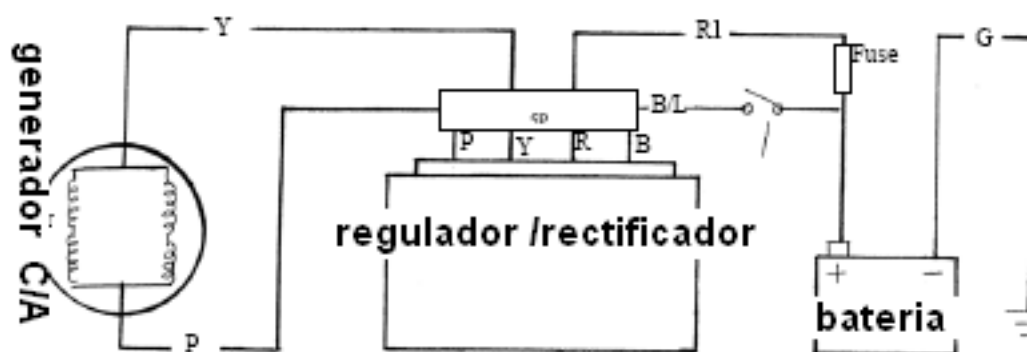 Y
R1
G
Fuse
B/L
P
Y
R
B
generador C/A
regulador /rectificador
+
−
bateria
P